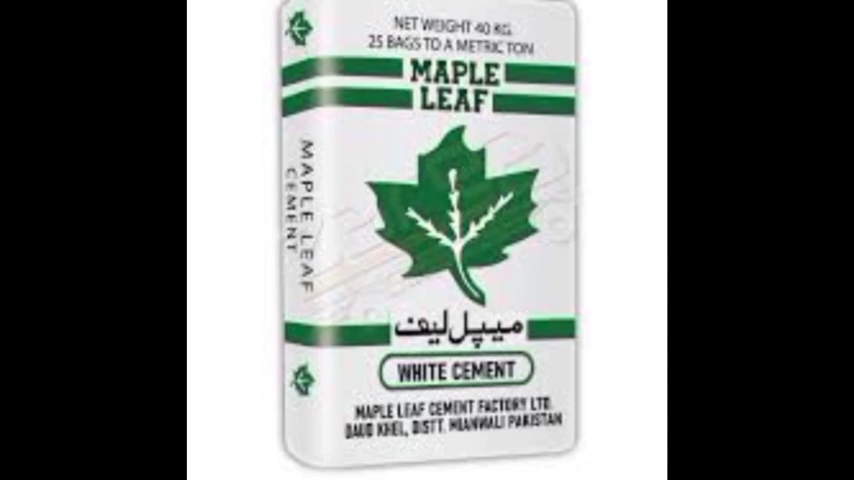 NET WEIGHT 40 KG.
25 BAGS TO A METRIC TON
MAPLE
LEAF
MAPLE LEAF
CEMENT
میپل لیف
WHITE CEMENT
MAPLE LEAF CEMENT FACTORY LTD.
DAUD KHEL, DISTT. MIANWALI PAKISTAN